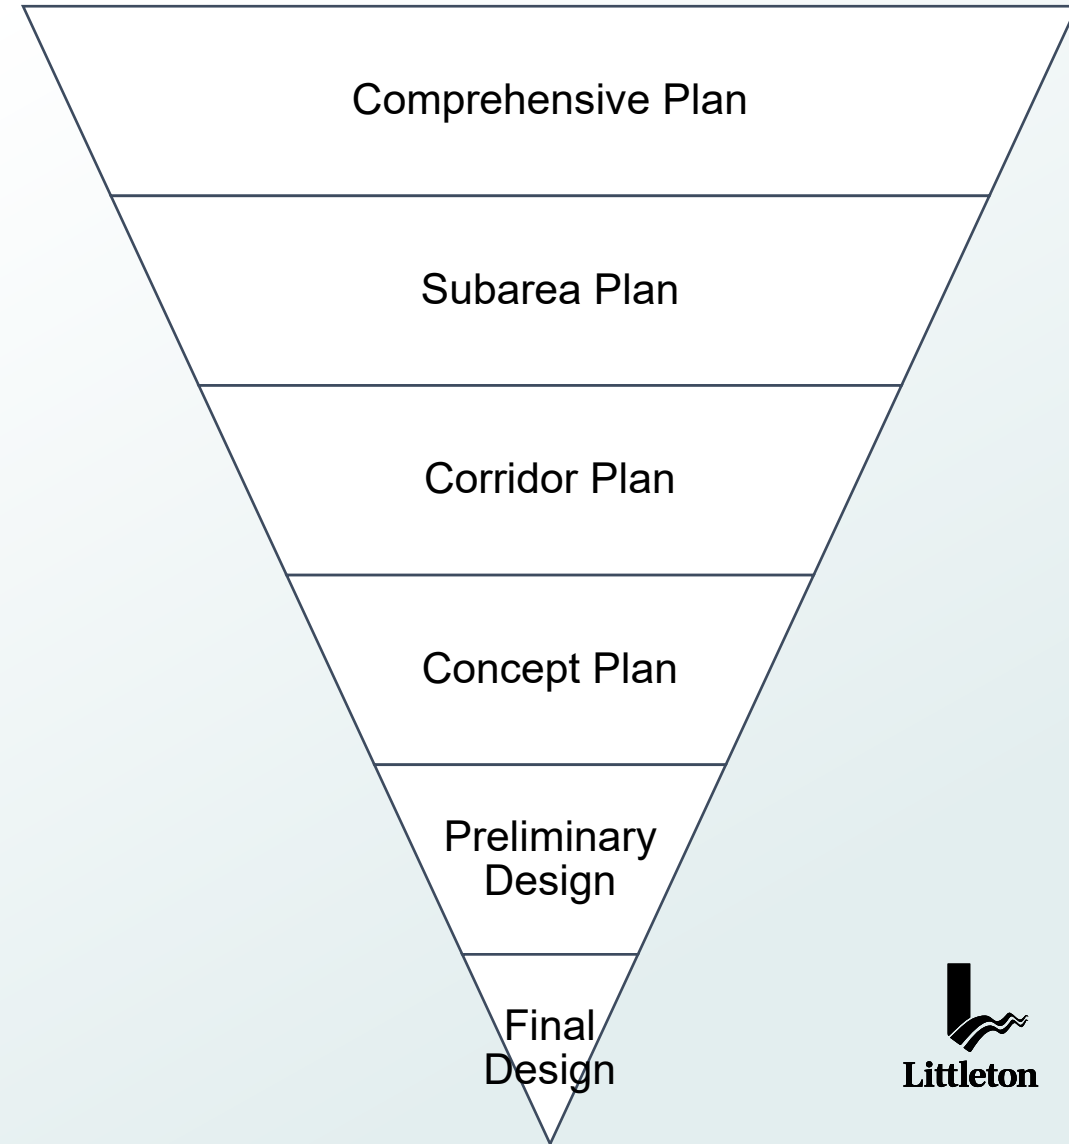 Comprehensive Plan
Subarea Plan
Corridor Plan
Concept Plan
Preliminary
Design
Final
Design
Littleton